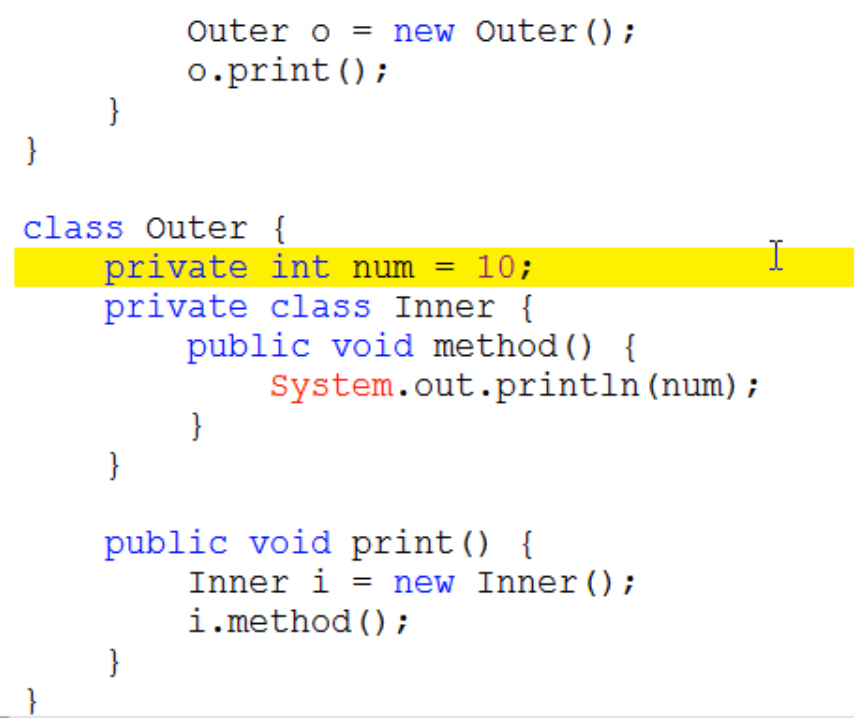 Outer o = new Outer();
o.print();
}
}
class Outer {
private int num = 10;
private class Inner {
public void method() {
System.out.println(num);
}
}
public void print() {
Inner i = new Inner();
i.method();
}
}